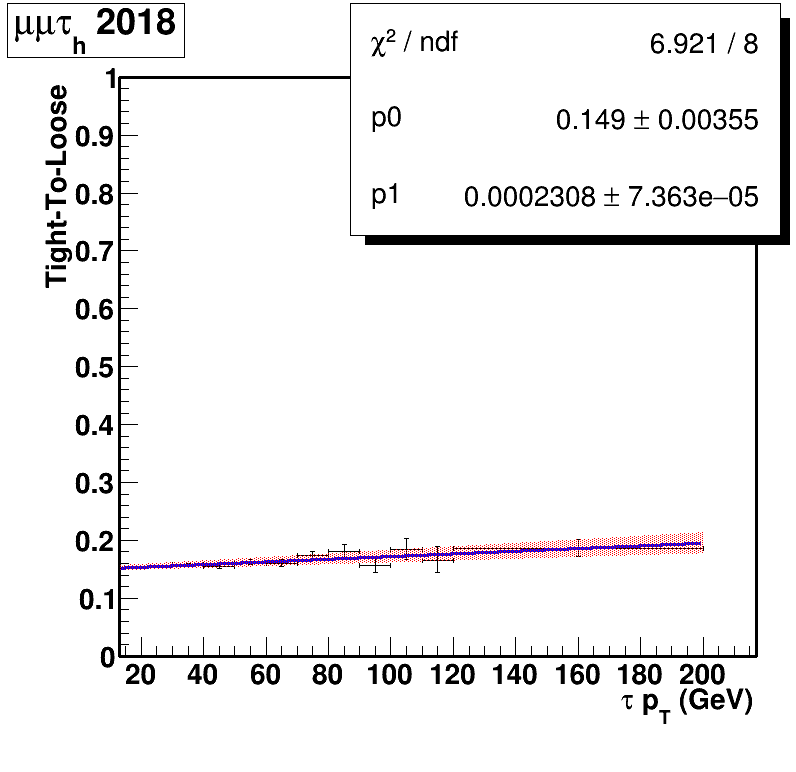 μμτh 2018
χ² / ndf 6.921 / 8
p0 0.149 ± 0.00355
p1 0.0002308 ± 7.363e−05
Tight-To-Loose
1
0.9
0.8
0.7
0.6
0.5
0.4
0.3
0.2
0.1
0
20 40 60 80 100 120 140 160 180 200
τ pT (GeV)